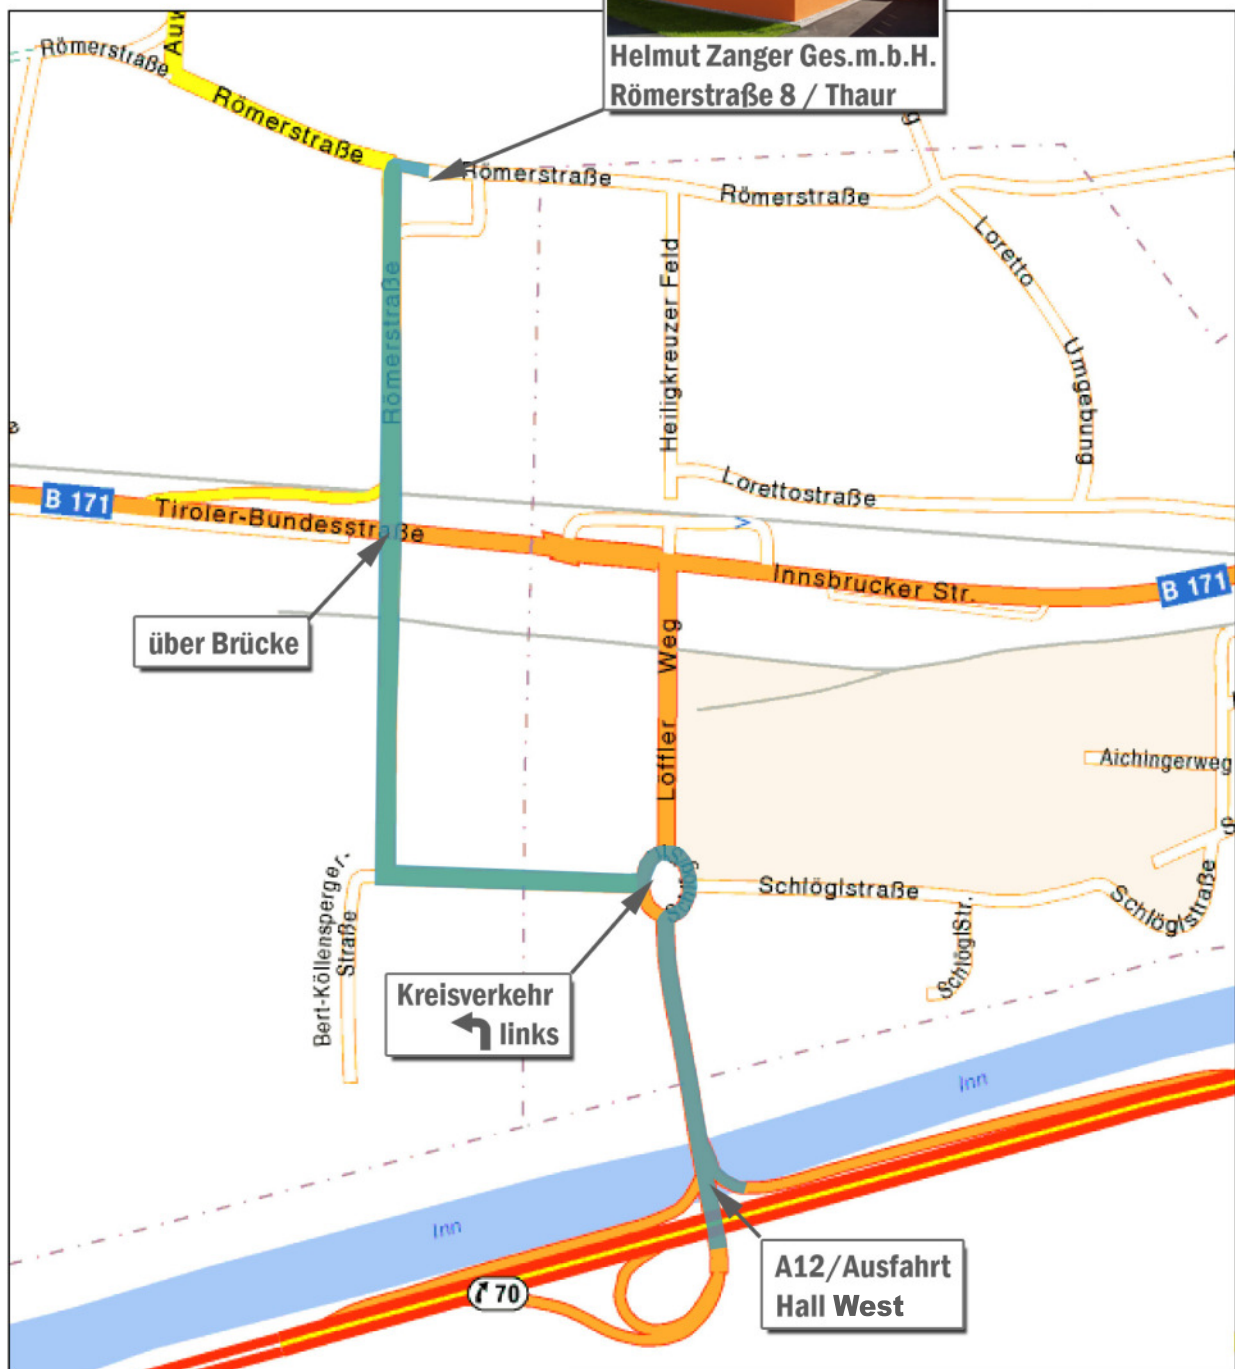 Helmut Zanger Ges.m.b.H.
Römerstraße 8 / Thaur
Römerstraße
Römerstraße
Römerstraße
Römerstraße
Römerstraße
Loretto
Umgebung
Heiligkreuzer Feld
Lorettostraße
B 171
Tiroler-Bundesstraße
Innsbrucker Str.
B 171
über Brücke
Löffler Weg
Aichingerweg
Schlöglstraße
Schlöglstraße
SchlöglStr.
Bert-Köllensperger-
Straße
Kreisverkehr
links
Inn
Inn
70
A12/Ausfahrt
Hall West